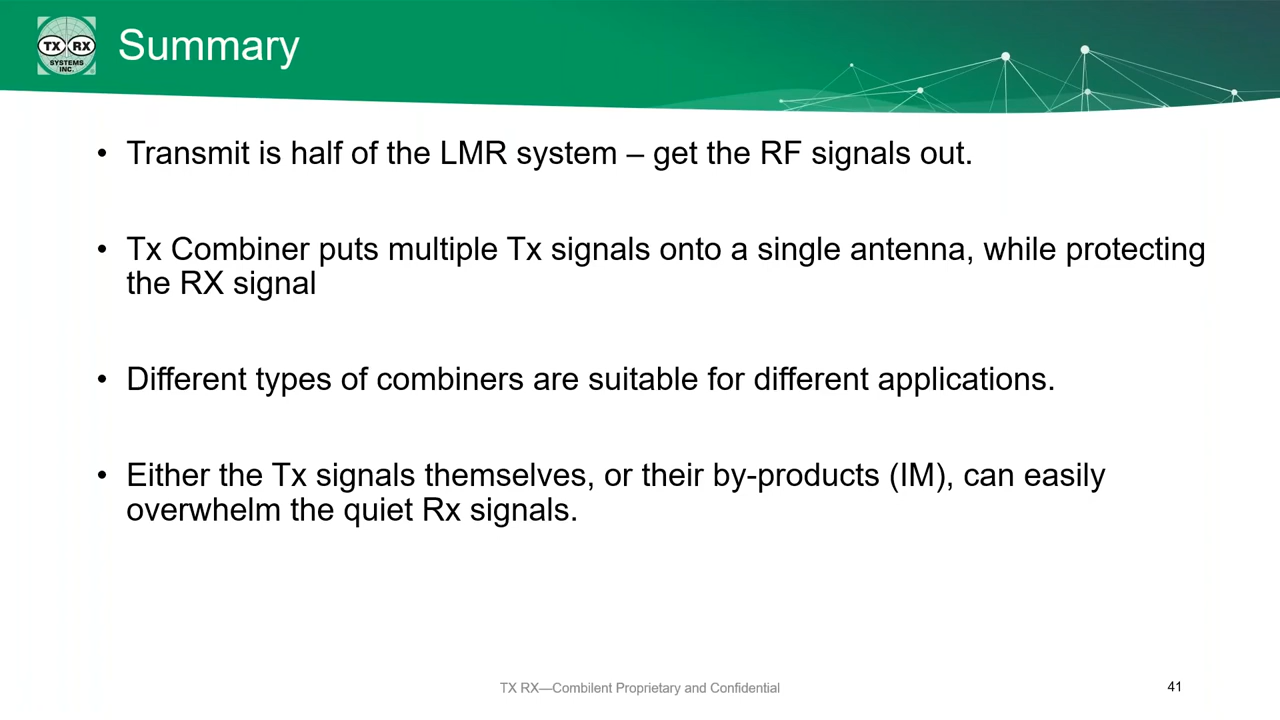 TX RX
SYSTEMS
INC.
Summary
• Transmit is half of the LMR system – get the RF signals out.
• Tx Combiner puts multiple Tx signals onto a single antenna, while protecting
the RX signal
• Different types of combiners are suitable for different applications.
• Either the Tx signals themselves, or their by-products (IM), can easily
overwhelm the quiet Rx signals.
TX RX—Combilent Proprietary and Confidential
41